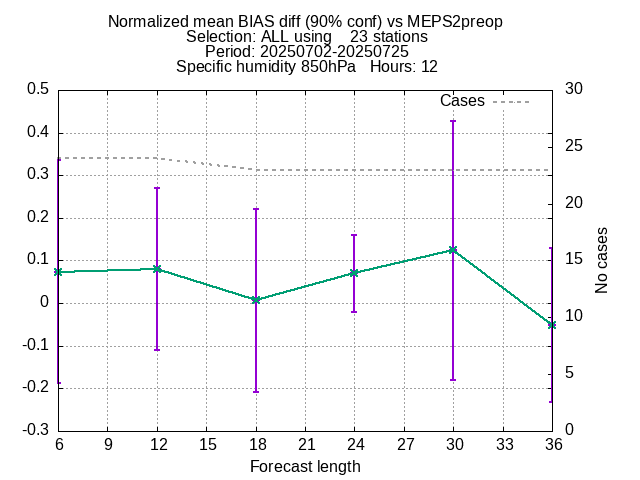 Normalized mean BIAS diff (90% conf) vs MEPS2preop
Selection: ALL using    23 stations
Period: 20250702-20250725
Specific humidity 850hPa   Hours: 12
Cases
0.5
0.4
0.3
0.2
0.1
0
-0.1
-0.2
-0.3
30
25
20
15
10
5
0
No cases
6 9 12 15 18 21 24 27 30 33 36
Forecast length